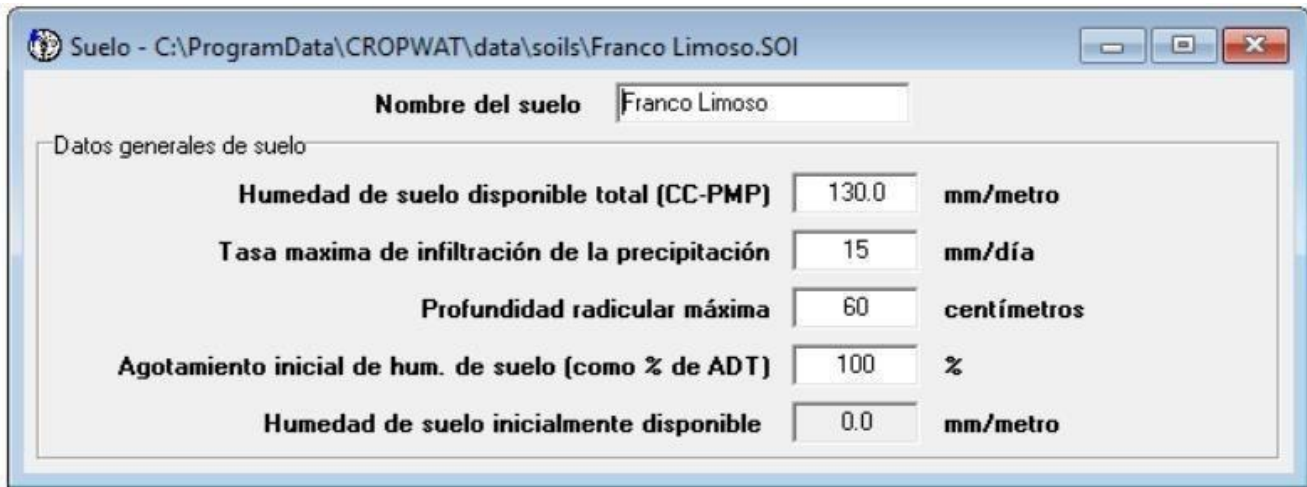 Suelo - C:\ProgramData\CROPWAT\data\soils\Franco Limoso.SOI
Nombre del suelo Franco Limoso
Datos generales de suelo
Humedad de suelo disponible total (CC-PMP) 130.0 mm/metro
Tasa maxima de infiltración de la precipitación 15 mm/día
Profundidad radicular máxima 60 centímetros
Agotamiento inicial de hum. de suelo (como % de ADT) 100 %
Humedad de suelo inicialmente disponible 0.0 mm/metro